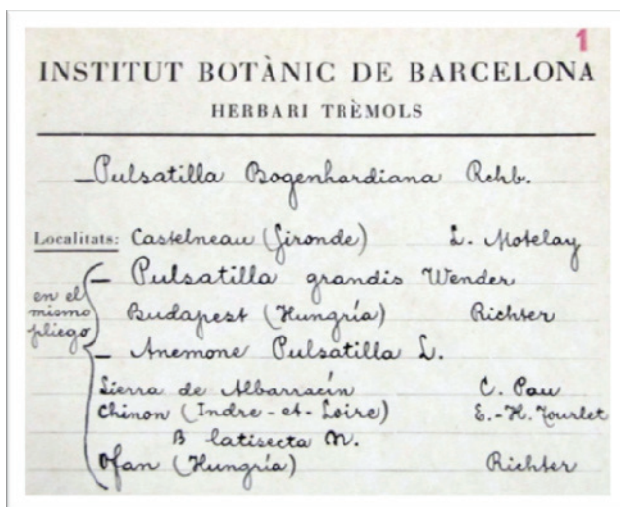 1
INSTITUT BOTÀNIC DE BARCELONA
HERBARI TRÈMOLS
—Pulsatilla Bogenhardiana Rchb.
Localitats: Castelneau (Gironde) L. Motelay
— Pulsatilla grandis Wender
en el mismo pliego
Budapest (Hungría) Richter
— Anemone Pulsatilla L.
Sierra de Albarracín C. Pau
Chinon (Indre-et-Loire) E.-H. Tourlet
B latisecta N.
Ofan (Hungría) Richter